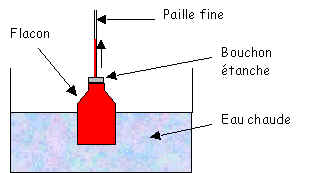 Paille fine
Flacon
Bouchon
étanche
Eau chaude